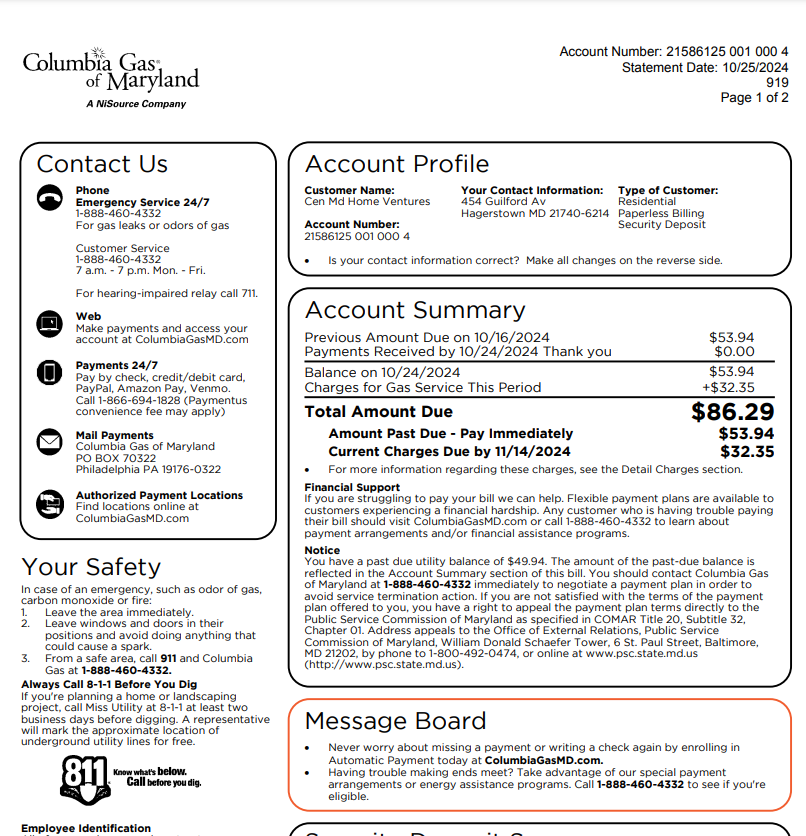 Columbia Gas®
of Maryland
A NiSource Company
Account Number: 21586125 001 000 4
Statement Date: 10/25/2024
919
Page 1 of 2
Contact Us
Phone
Emergency Service 24/7
1-888-460-4332
For gas leaks or odors of gas
Customer Service
1-888-460-4332
7 a.m. - 7 p.m. Mon. - Fri.
For hearing-impaired relay call 711.
Web
Make payments and access your
account at ColumbiaGasMD.com
Payments 24/7
Pay by check, credit/debit card,
PayPal, Amazon Pay, Venmo.
Call 1-866-694-1828 (Paymentus
convenience fee may apply)
Mail Payments
Columbia Gas of Maryland
PO BOX 70322
Philadelphia PA 19176-0322
Authorized Payment Locations
Find locations online at
ColumbiaGasMD.com
Your Safety
In case of an emergency, such as odor of gas,
carbon monoxide or fire:
1. Leave the area immediately.
2. Leave windows and doors in their
positions and avoid doing anything that
could cause a spark.
3. From a safe area, call 911 and Columbia
Gas at 1-888-460-4332.
Always Call 8-1-1 Before You Dig
If you're planning a home or landscaping
project, call Miss Utility at 8-1-1 at least two
business days before digging. A representative
will mark the approximate location of
underground utility lines for free.
811 Know what's below.
Call before you dig.
Employee Identification
Account Profile
Customer Name:
Cen Md Home Ventures
Account Number:
21586125 001 000 4
Your Contact Information:
454 Guilford Av
Hagerstown MD 21740-6214
Type of Customer:
Residential
Paperless Billing
Security Deposit
• Is your contact information correct? Make all changes on the reverse side.
Account Summary
Previous Amount Due on 10/16/2024 $53.94
Payments Received by 10/24/2024 Thank you $0.00
Balance on 10/24/2024 $53.94
Charges for Gas Service This Period +$32.35
Total Amount Due $86.29
Amount Past Due - Pay Immediately $53.94
Current Charges Due by 11/14/2024 $32.35
• For more information regarding these charges, see the Detail Charges section.
Financial Support
If you are struggling to pay your bill we can help. Flexible payment plans are available to
customers experiencing a financial hardship. Any customer who is having trouble paying
their bill should visit ColumbiaGasMD.com or call 1-888-460-4332 to learn about
payment arrangements and/or financial assistance programs.
Notice
You have a past due utility balance of $49.94. The amount of the past-due balance is
reflected in the Account Summary section of this bill. You should contact Columbia Gas
of Maryland at 1-888-460-4332 immediately to negotiate a payment plan in order to
avoid service termination action. If you are not satisfied with the terms of the payment
plan offered to you, you have a right to appeal the payment plan terms directly to the
Public Service Commission of Maryland as specified in COMAR Title 20, Subtitle 32,
Chapter 01. Address appeals to the Office of External Relations, Public Service
Commission of Maryland, William Donald Schaefer Tower, 6 St. Paul Street, Baltimore,
MD 21202, by phone to 1-800-492-0474, or online at www.psc.state.md.us
(http://www.psc.state.md.us).
Message Board
• Never worry about missing a payment or writing a check again by enrolling in
Automatic Payment today at ColumbiaGasMD.com.
• Having trouble making ends meet? Take advantage of our special payment
arrangements or energy assistance programs. Call 1-888-460-4332 to see if you're
eligible.